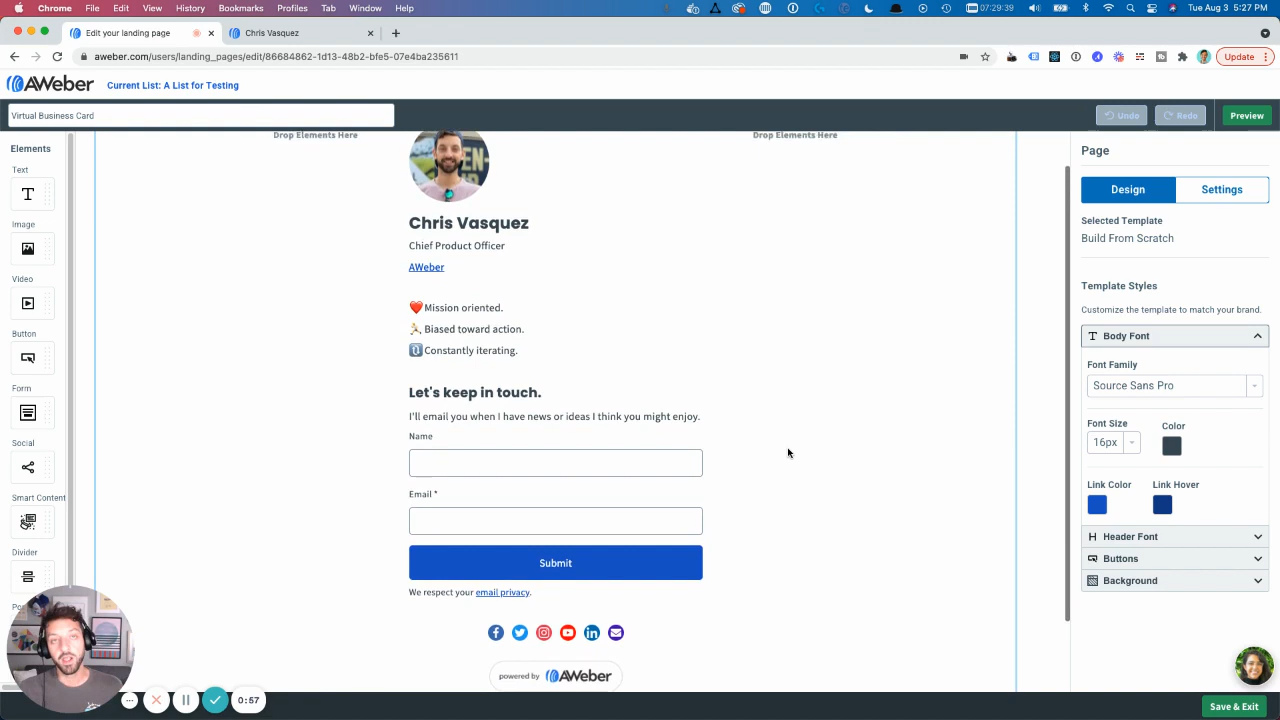 Chrome File Edit View History Bookmarks Profiles Tab Window Help 07:29:39 Tue Aug 3 5:27 PM
Edit your landing page
Chris Vasquez
aweber.com/users/landing_pages/edit/86684862-1d13-48b2-bfe5-07e4ba235611
Update
AWeber
Current List: A List for Testing
Virtual Business Card
Undo
Redo
Preview
Elements
Text
Image
Video
Button
Form
Social
Smart Content
Divider
Drop Elements Here
Drop Elements Here
Chris Vasquez
Chief Product Officer
AWeber
Mission oriented.
Biased toward action.
Constantly iterating.
Let's keep in touch.
I'll email you when I have news or ideas I think you might enjoy.
Name
Email *
Submit
We respect your email privacy.
powered by AWeber
Page
Design
Settings
Selected Template
Build From Scratch
Template Styles
Customize the template to match your brand.
Body Font
Font Family
Source Sans Pro
Font Size
Color
16px
Link Color
Link Hover
Header Font
Buttons
Background
0:57
Save & Exit